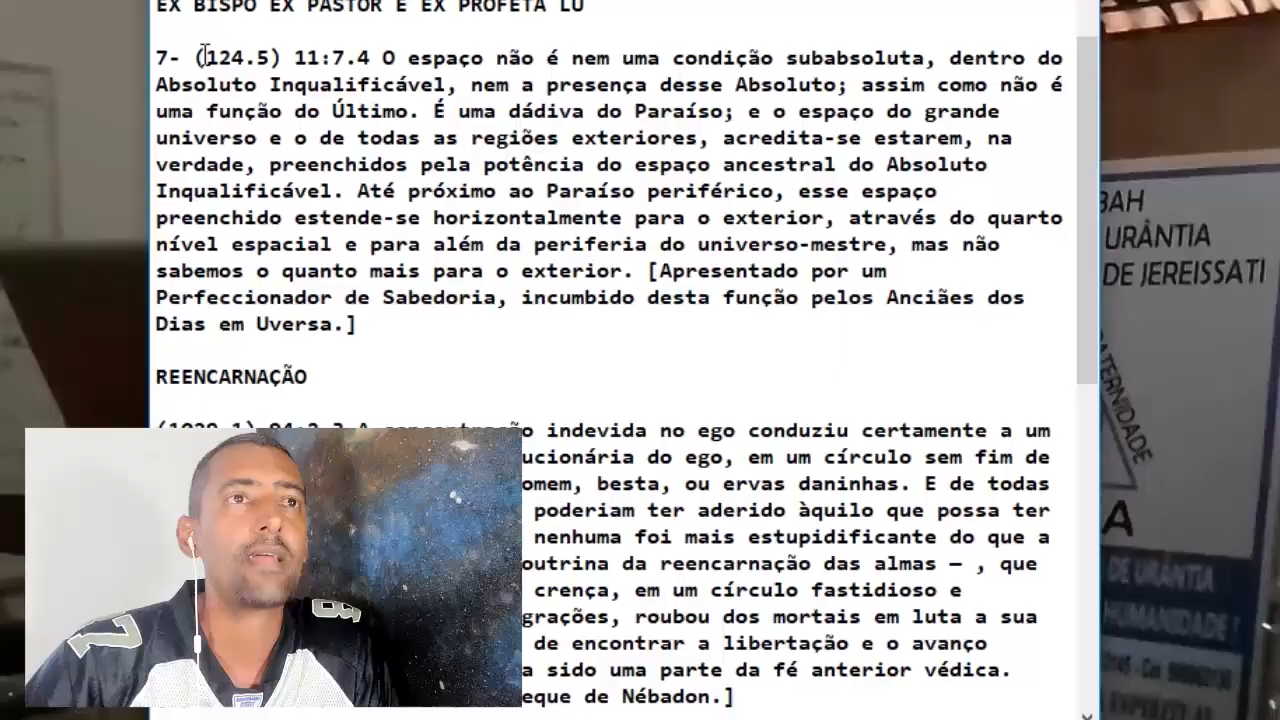 EX BISPO EX PASTOR E EX PROFETA LU
7- (124.5) 11:7.4 O espaço não é nem uma condição subabsoluta, dentro do
Absoluto Inqualificável, nem a presença desse Absoluto; assim como não é
uma função do Último. É uma dádiva do Paraíso; e o espaço do grande
universo e o de todas as regiões exteriores, acredita-se estarem, na
verdade, preenchidos pela potência do espaço ancestral do Absoluto
Inqualificável. Até próximo ao Paraíso periférico, esse espaço
preenchido estende-se horizontalmente para o exterior, através do quarto
nível espacial e para além da periferia do universo-mestre, mas não
sabemos o quanto mais para o exterior. [Apresentado por um
Perfeccionador de Sabedoria, incumbido desta função pelos Anciães dos
Dias em Uversa.]
REENCARNAÇÃO
o indevida no ego conduziu certamente a um
ucionária do ego, em um círculo sem fim de
omem, besta, ou ervas daninhas. E de todas
poderiam ter aderido àquilo que possa ter
nenhuma foi mais estupidificante do que a
outrina da reencarnação das almas — , que
crença, em um círculo fastidioso e
grações, roubou dos mortais em luta a sua
de encontrar a libertação e o avanço
a sido uma parte da fé anterior védica.
eque de Nébadon.]
BAH
URÂNTIA
DE JEREISSATI
ATERNIDADE
A
DE URANTIA
HUMANIDADE !